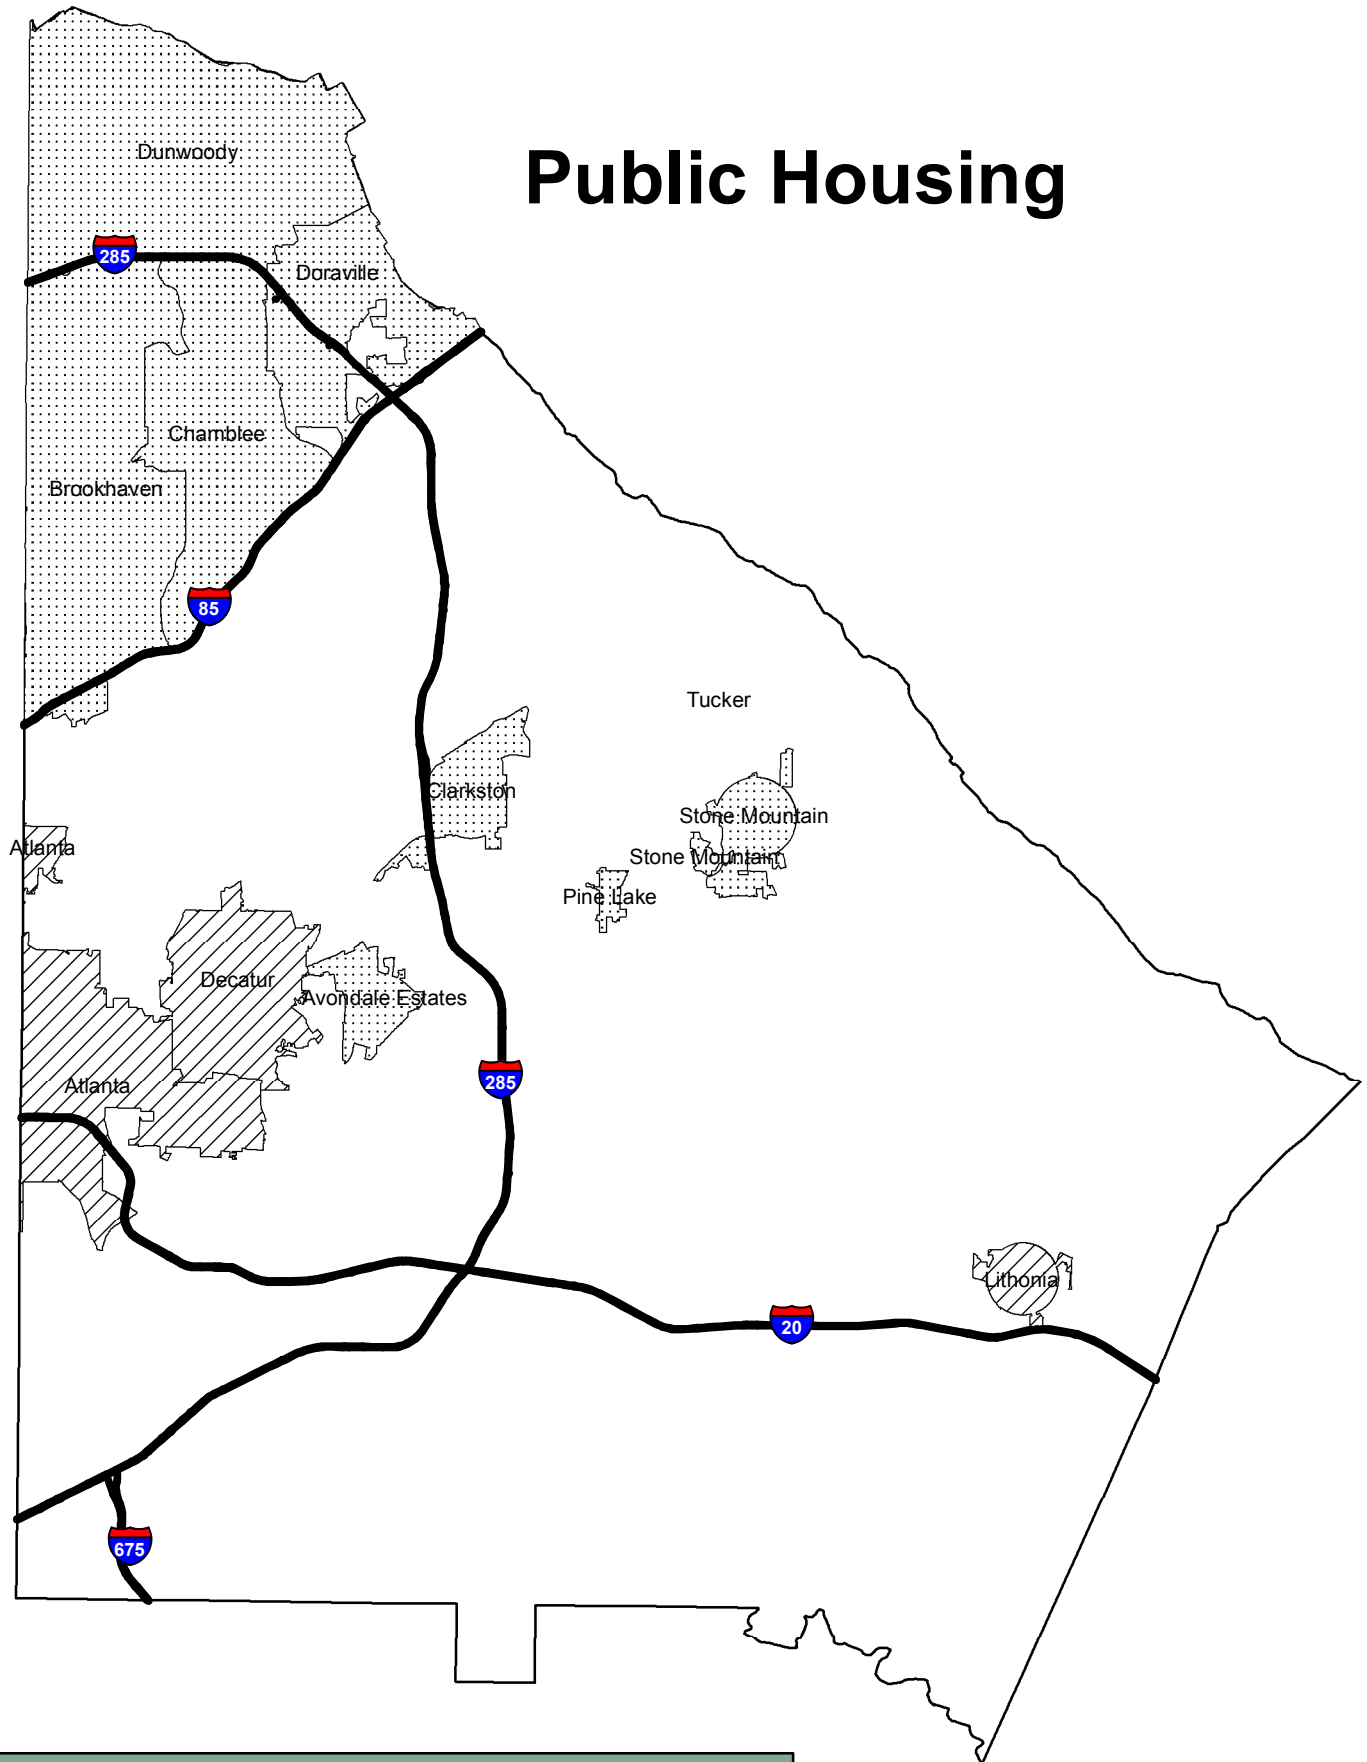 Public Housing
Dunwoody
285
Doraville
Chamblee
Brookhaven
85
Tucker
Clarkston
Stone Mountain
Atlanta
Stone Mountain
Pine Lake
Decatur
Avondale Estates
285
Atlanta
Lithonia
20
675